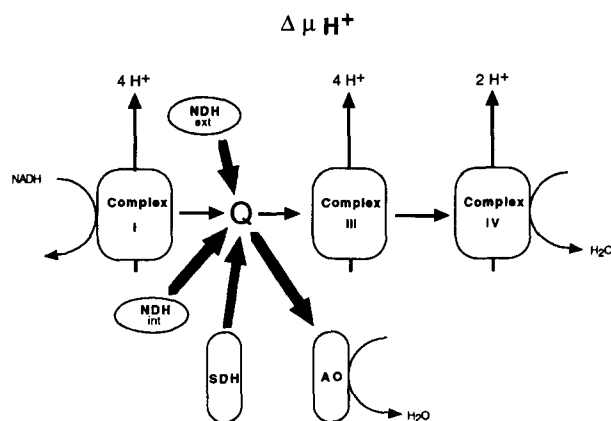 Δ μ H+
4 H+
4 H+
2 H+
NDH
ext
NADH
Complex
I
Q
Complex
III
Complex
IV
H2O
NDH
int
SDH
AO
H2O